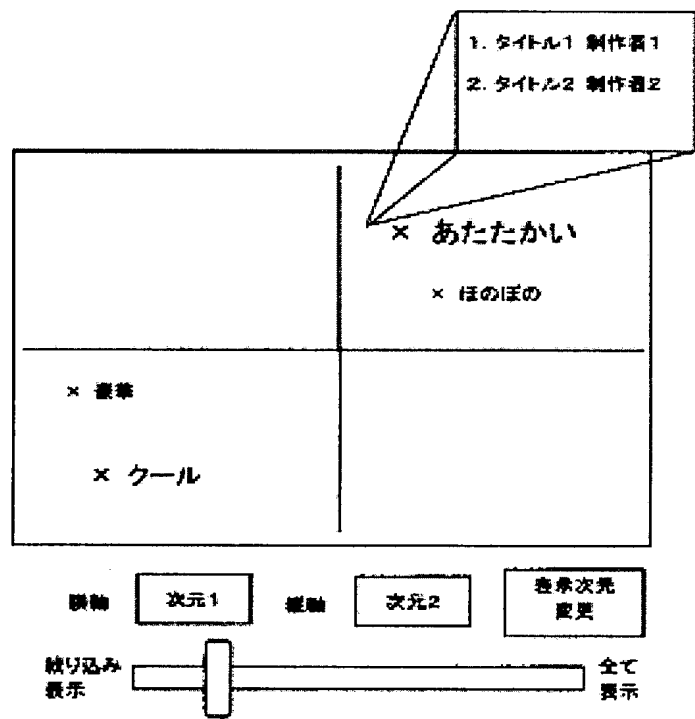 1. タイトル1 制作者1
2. タイトル2 制作者2
× あたたかい
× ほのぼの
× 豪華
× クール
横軸
次元1
縦軸
次元2
表示次元
変更
絞り込み
表示
全て
表示